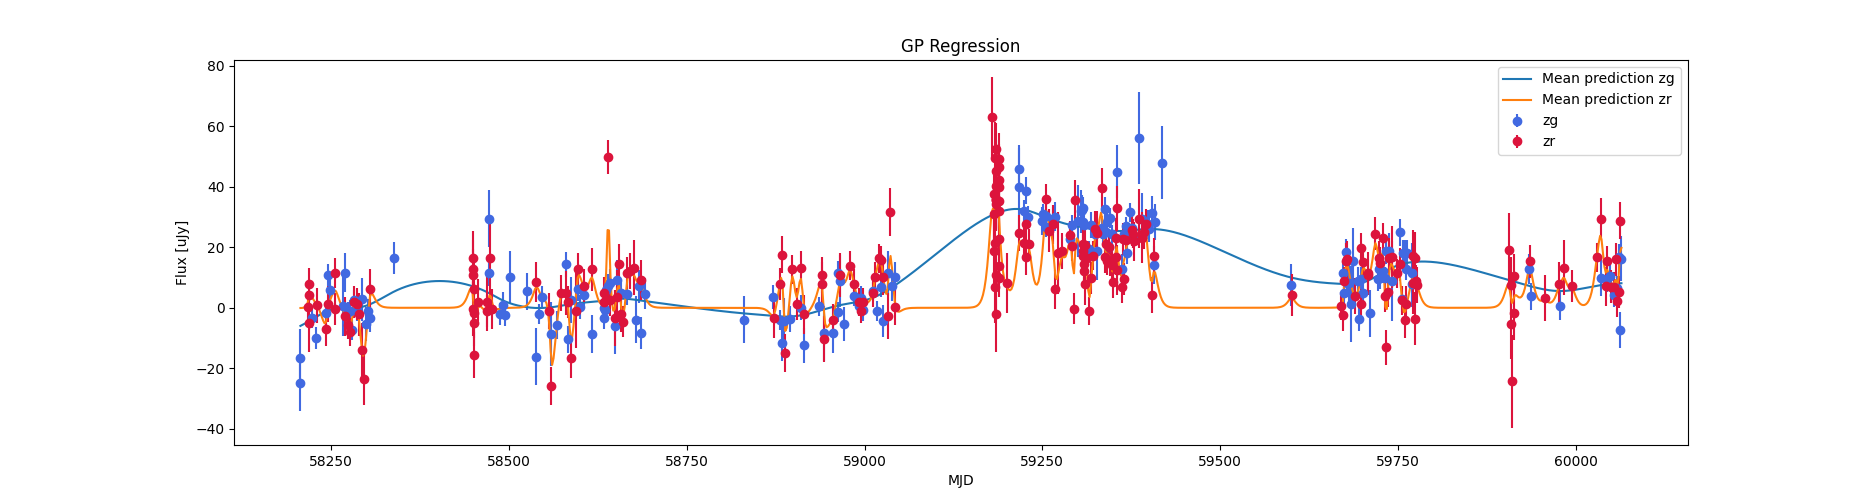 GP Regression
Flux [uJy]
80
60
40
20
0
−20
−40
Mean prediction zg
Mean prediction zr
zg
zr
58250 58500 58750 59000 59250 59500 59750 60000
MJD